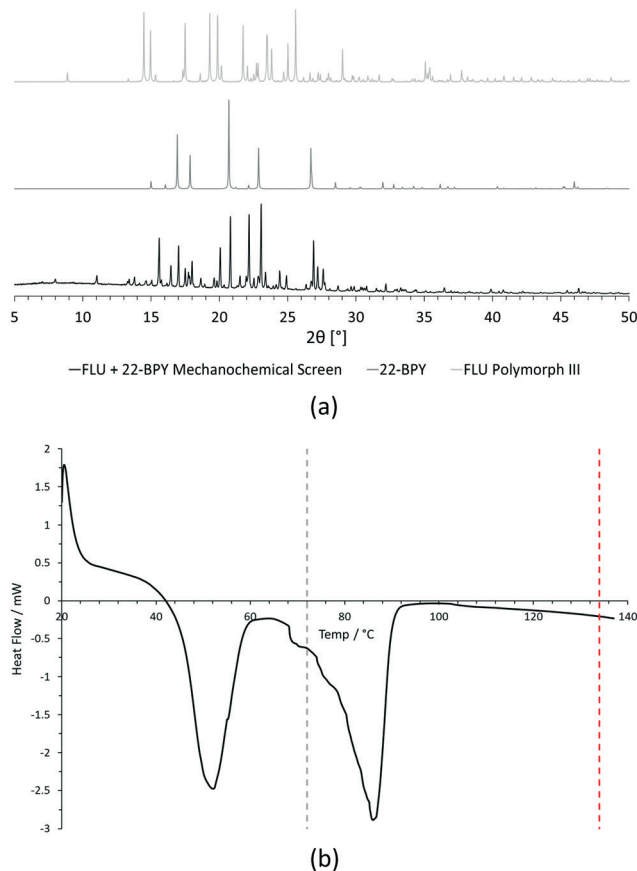 5 10 15 20 25 30 35 40 45 50
2θ [°]
FLU + 22-BPY Mechanochemical Screen 22-BPY FLU Polymorph III
(a)
2
1.5
1
0.5
0
-0.5
-1
-1.5
-2
-2.5
-3
Heat Flow / mW
20 40 60 80 100 120 140
Temp / °C
(b)